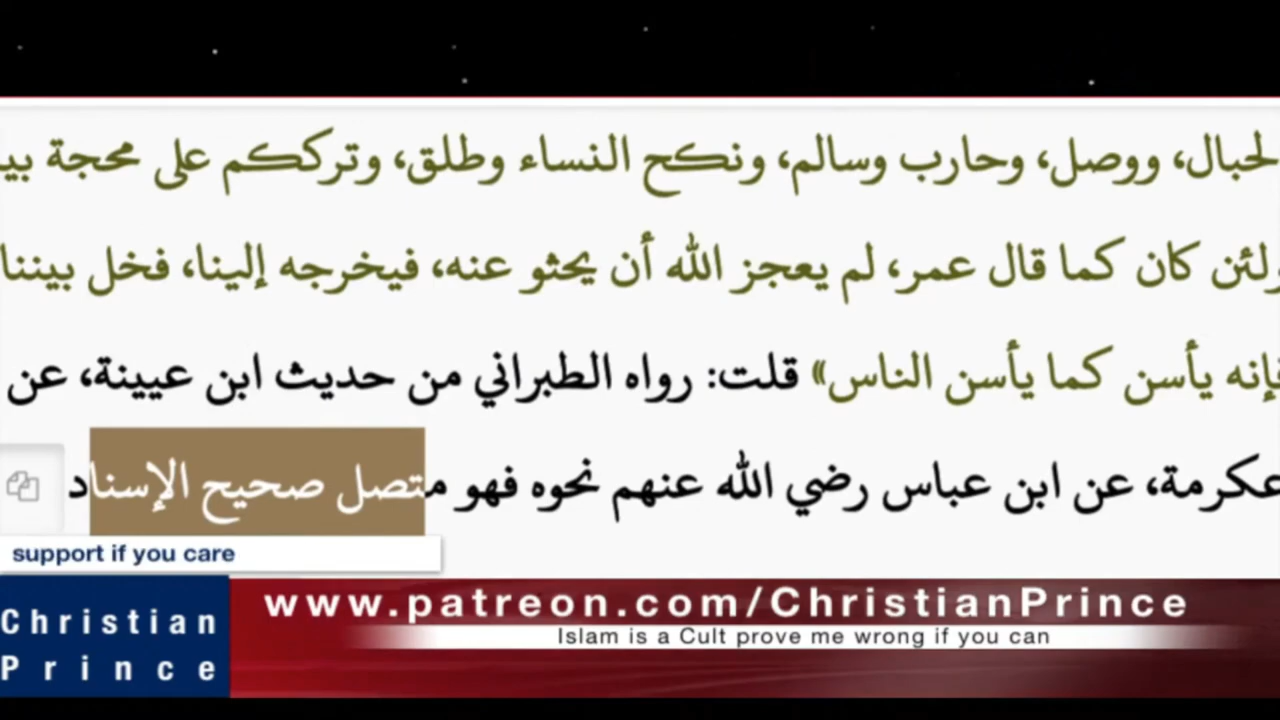 لحبال، ووصل، وحارب وسالم، ونكح النساء وطلق، وترككم على محجة
ولئن كان كما قال عمر، لم يعجز الله أن يحثو عنه، فيخرجه إلينا، فخل بيننا
فإنه يأسن كما يأسن الناس» قلت: رواه الطبراني من حديث ابن عيينة، عن
عكرمة، عن ابن عباس رضي الله عنهم نحوه فهو متصل صحيح الإسناد
support if you care
Christian
Prince
www.patreon.com/ChristianPrince
Islam is a Cult prove me wrong if you can